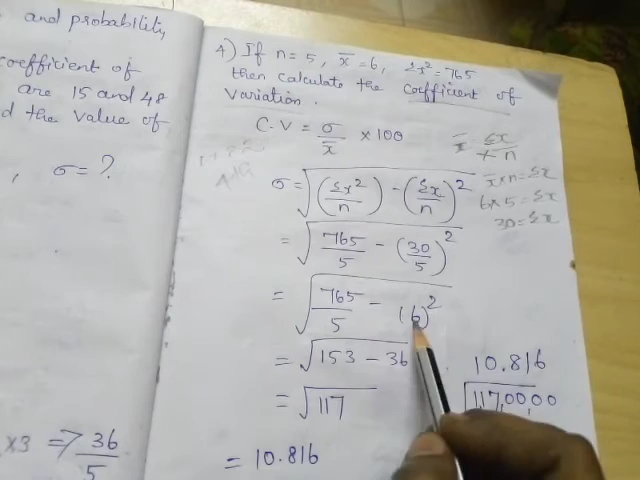 and probability
coefficient of
are 15 and 48
d the value of
, σ = ?
x3 => 36/5
4) If n = 5, x̄ = 6, Σx² = 765
then calculate the coefficient of
variation.
C.V = σ/x̄ × 100
x̄ = Σx/n
x̄ × n = Σx
6 × 5 = Σx
30 = Σx
σ = √((Σx²/n) - (Σx/n)²)
= √(765/5 - (30/5)²)
= √(765/5 - (6)²)
= √(153 - 36)
= √117
= 10.816
10.816
√117.0000